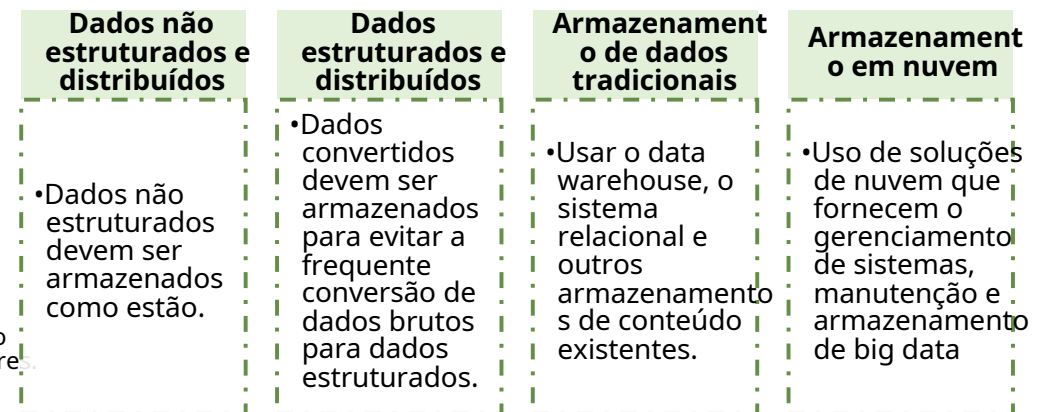 Dados não
estruturados e
distribuídos
•Dados não
estruturados
devem ser
armazenados
como estão.
Dados
estruturados e
distribuídos
•Dados
convertidos
devem ser
armazenados
para evitar a
frequente
conversão de
dados brutos
para dados
estruturados.
Armazenament
o de dados
tradicionais
•Usar o data
warehouse, o
sistema
relacional e
outros
armazenamento
s de conteúdo
existentes.
Armazenament
o em nuvem
•Uso de soluções
de nuvem que
fornecem o
gerenciamento
de sistemas,
manutenção e
armazenamento
de big data